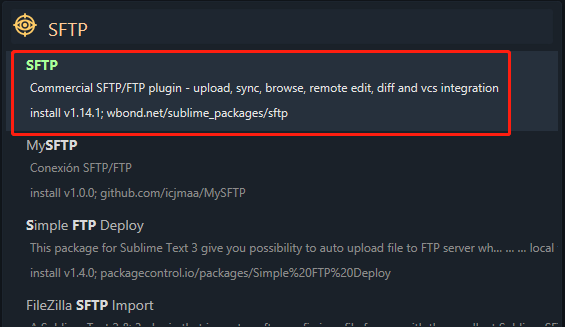 SFTP
SFTP
Commercial SFTP/FTP plugin - upload, sync, browse, remote edit, diff and vcs integration
install v1.14.1; wbond.net/sublime_packages/sftp
MySFTP
Conexión SFTP/FTP
install v1.0.0; github.com/icjmaa/MySFTP
Simple FTP Deploy
This package for Sublime Text 3 give you possibility to auto upload file to FTP server wh... ... ... local
install v1.4.0; packagecontrol.io/packages/Simple%20FTP%20Deploy
FileZilla SFTP Import